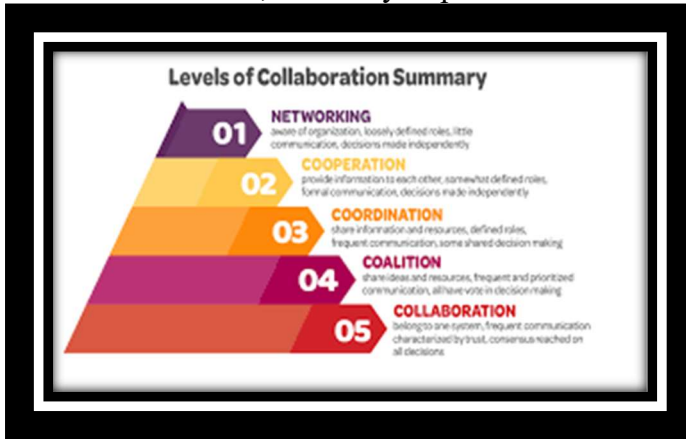 Levels of Collaboration Summary
01
NETWORKING
aware of organization, loosely defined roles, little
communication, decisions made independently
02
COOPERATION
provide information to each other, somewhat defined roles,
formal communication, decisions made independently
03
COORDINATION
share information and resources, defined roles,
frequent communication, some shared decision making
04
COALITION
share ideas and resources, frequent and prioritized
communication, all have vote in decision making
05
COLLABORATION
belong to one system, frequent communication
characterized by trust, consensus reached on
all decisions